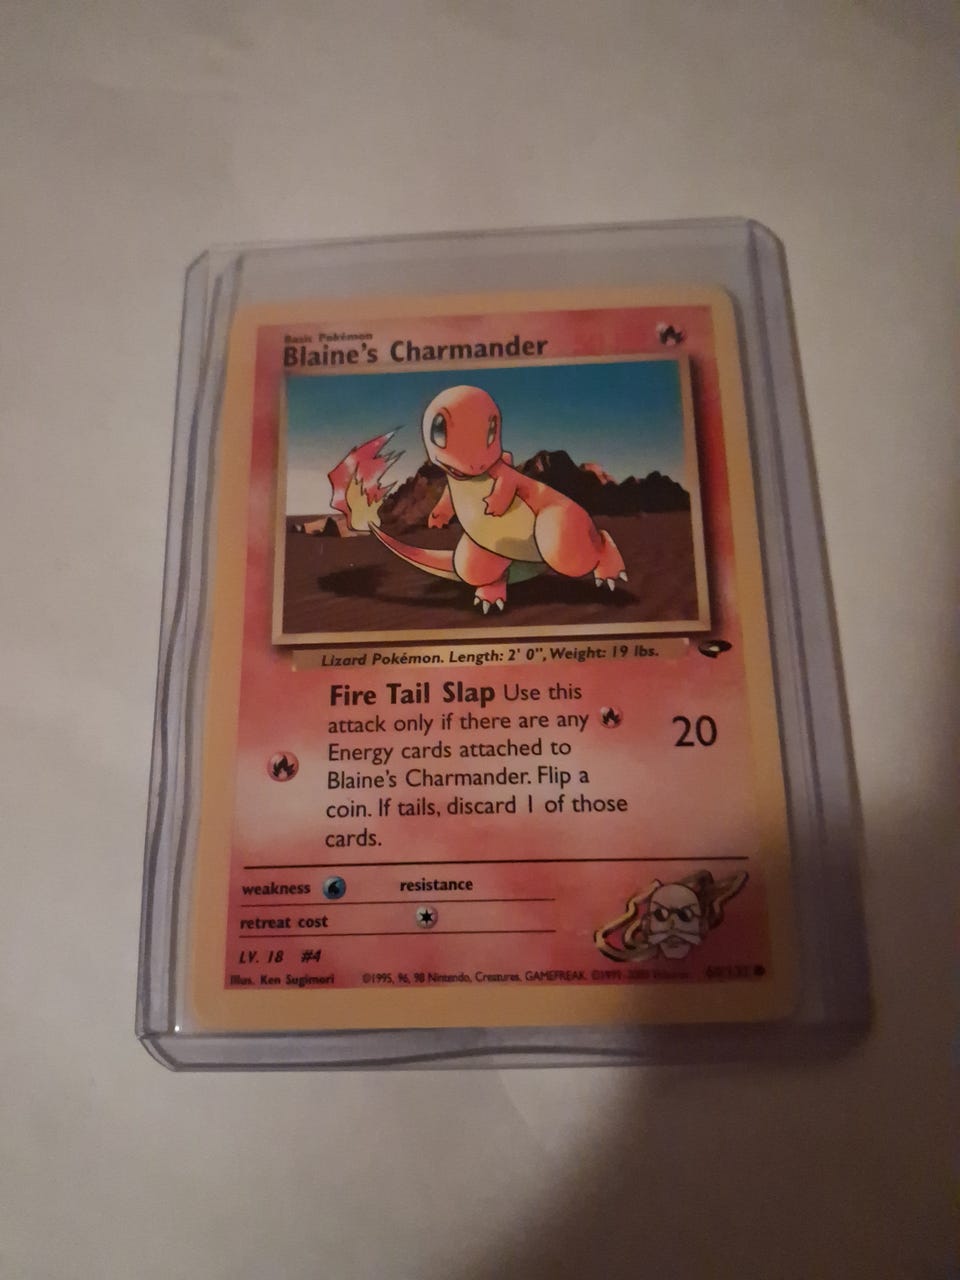 Basic Pokémon
Blaine's Charmander
Lizard Pokémon. Length: 2' 0", Weight: 19 lbs.
Fire Tail Slap Use this
attack only if there are any
Energy cards attached to
Blaine's Charmander. Flip a
coin. If tails, discard 1 of those
cards.
20
weakness
resistance
retreat cost
LV. 18 #4
Illus. Ken Sugimori ©1995, 96, 98 Nintendo, Creatures, GAMEFREAK. ©1999-2000